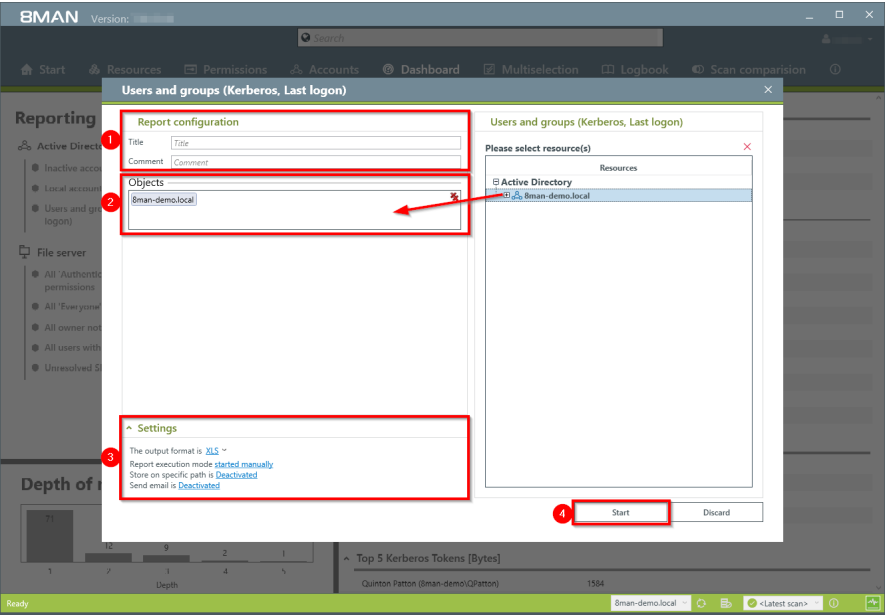 8MAN Version:
Search
Start Resources Permissions Accounts Dashboard Multiselection Logbook Scan comparison
Users and groups (Kerberos, Last logon)
Reporting
Active Directo
Inactive accou
Local account
Users and gro
logon)
File server
All 'Authentic
permissions
All 'Everyone'
All owner not
All users with
Unresolved SI
1
Report configuration
Title Title
Comment Comment
2
Objects
8man-demo.local
3
Settings
The output format is XLS
Report execution mode started manually
Store on specific path is Deactivated
Send email is Deactivated
Users and groups (Kerberos, Last logon)
Please select resource(s)
Resources
Active Directory
8man-demo.local
4
Start Discard
Depth of
71 12 9 2 1
1 2 3 4 5
Depth
Top 5 Kerberos Tokens [Bytes]
Quinton Patton (8man-demo\QPatton) 1584
Ready 8man-demo.local <Latest scan>